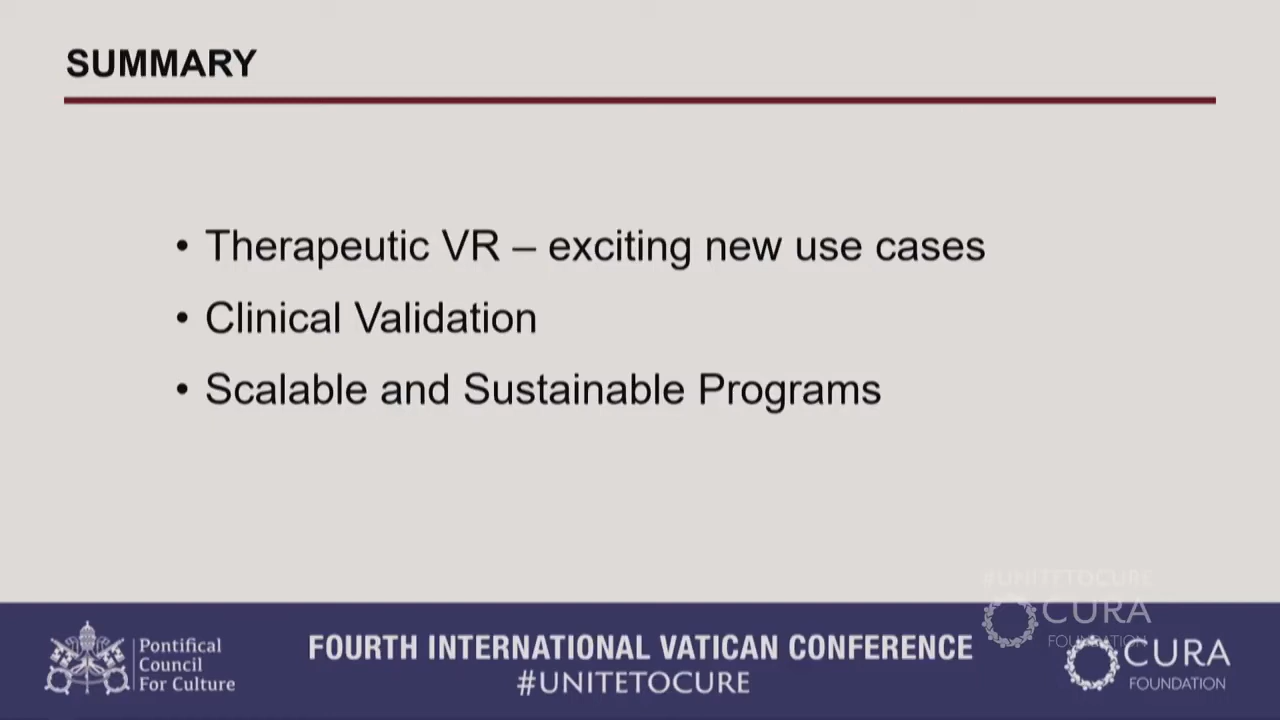 SUMMARY
• Therapeutic VR – exciting new use cases
• Clinical Validation
• Scalable and Sustainable Programs
#UNITETOCURE
CURA
FOUNDATION
Pontifical
Council
For Culture
FOURTH INTERNATIONAL VATICAN CONFERENCE
#UNITETOCURE
CURA
FOUNDATION